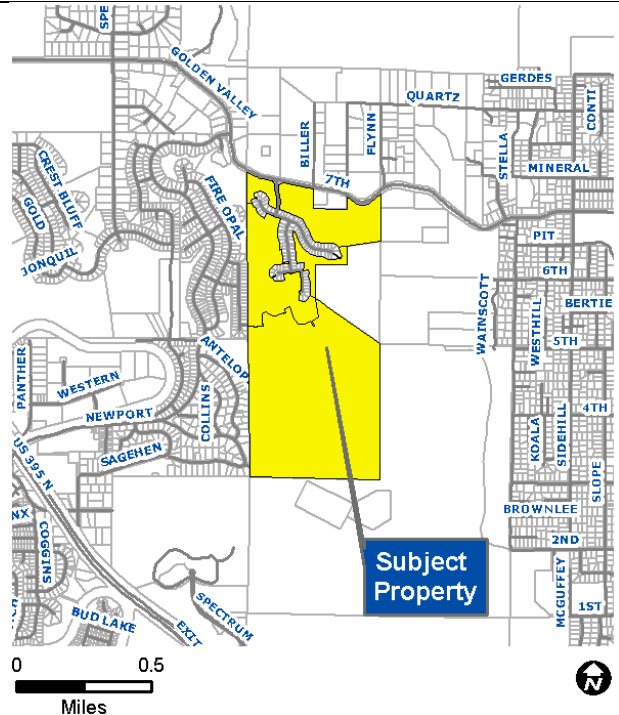 SPE
GOLDEN VALLEY
GERDES
QUARTZ
CONTI
BILLER
FLYNN
STELLA
MINERAL
7TH
CREST BLUFF
GOLD
JONQUIL
FIRE OPAL
PIT
6TH
WAINSCOTT
WESTHILL
BERTIE
5TH
ANTELOP
PANTHER
WESTERN
COLLINS
NEWPORT
4TH
KOALA
SIDEHILL
SAGEHEN
SLOPE
US 395 N
BROWNLEE
NX
COGGINS
2ND
Subject
Property
MCGUFFEY
1ST
SPECTRUM
BUD LAKE
EXIT
0 0.5
Miles
N